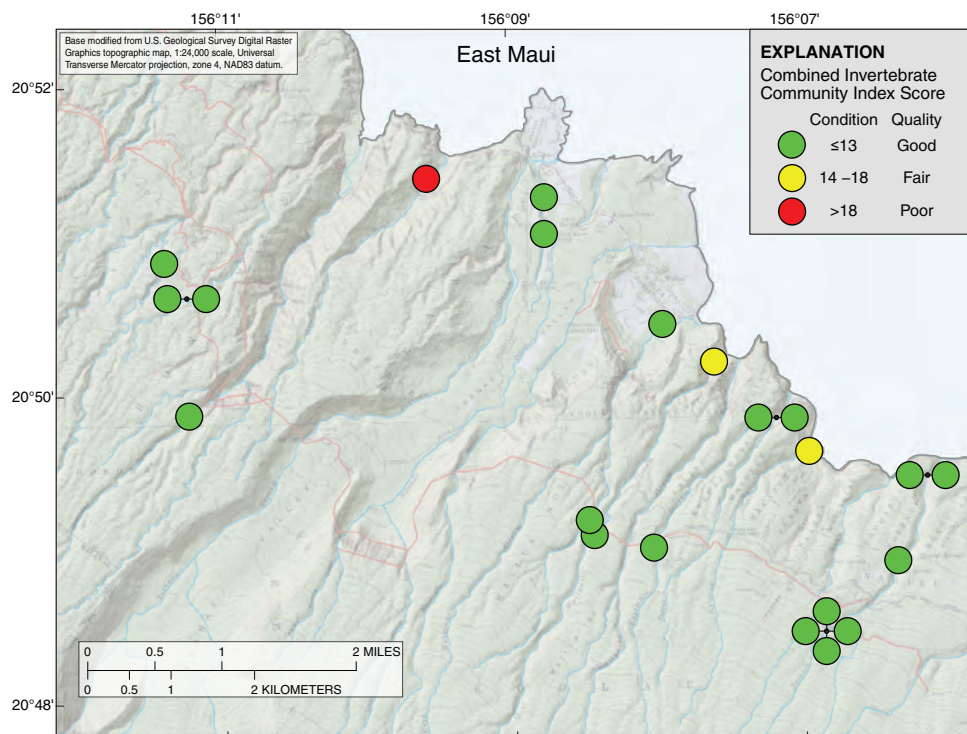 156°11'
156°09'
156°07'
Base modified from U.S. Geological Survey Digital Raster
Graphics topographic map, 1:24,000 scale, Universal
Transverse Mercator projection, zone 4, NAD83 datum.
East Maui
EXPLANATION
Combined Invertebrate
Community Index Score
Condition Quality
≤13 Good
14 –18 Fair
>18 Poor
20°52'
20°50'
20°48'
0 0.5 1 2 MILES
0 0.5 1 2 KILOMETERS